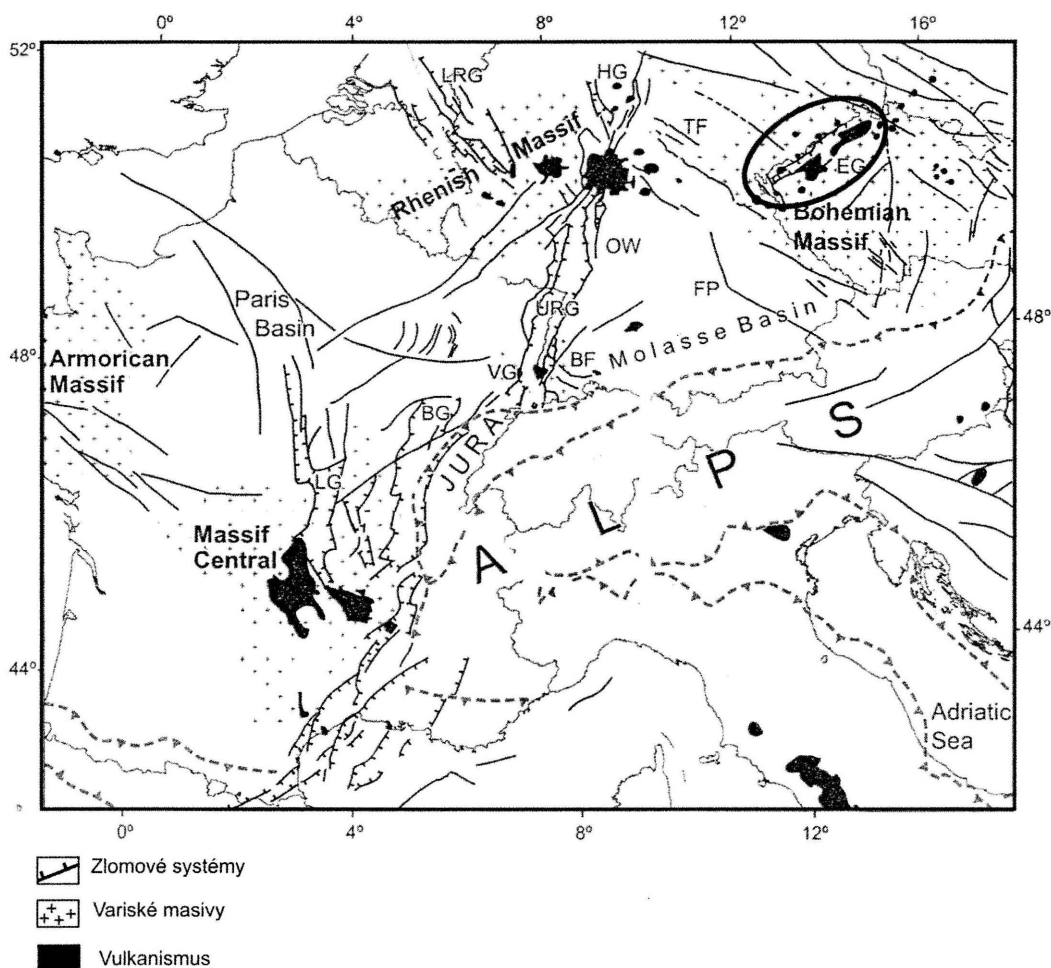 0°
4°
8°
12°
16°
52°
LRG
HG
TF
EG
Rhenish Massif
Bohemian
Massif
OW
FP
Paris
Basin
URG
48°
48°
Molasse Basin
Armorican
Massif
VG
BF
BG
JURA
LG
ALPS
Massif
Central
44°
44°
Adriatic
Sea
0°
4°
8°
12°
Zlomové systémy
Variské masivy
Vulkanismus